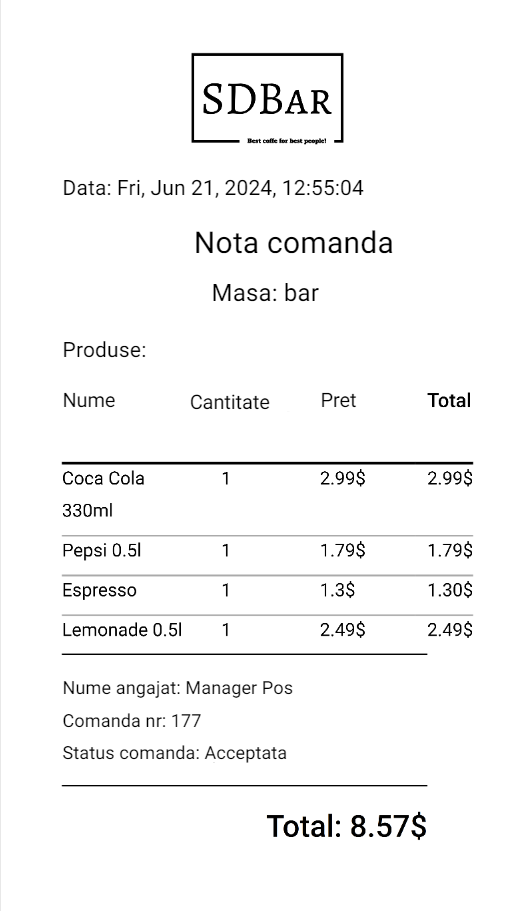 SDBAR
Best coffe for best people!
Data: Fri, Jun 21, 2024, 12:55:04
Nota comanda
Masa: bar
Produse:
Nume Cantitate Pret Total
Coca Cola 1 2.99$ 2.99$
330ml
Pepsi 0.5l 1 1.79$ 1.79$
Espresso 1 1.3$ 1.30$
Lemonade 0.5l 1 2.49$ 2.49$
Nume angajat: Manager Pos
Comanda nr: 177
Status comanda: Acceptata
Total: 8.57$